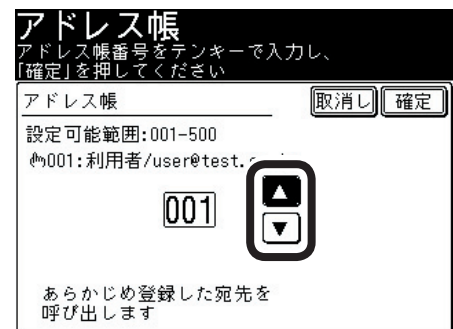 アドレス帳
アドレス帳番号をテンキーで入力し、
「確定」を押してください
アドレス帳 取消し 確定
設定可能範囲:001-500
001:利用者/user@test.
001
あらかじめ登録した宛先を
呼び出します